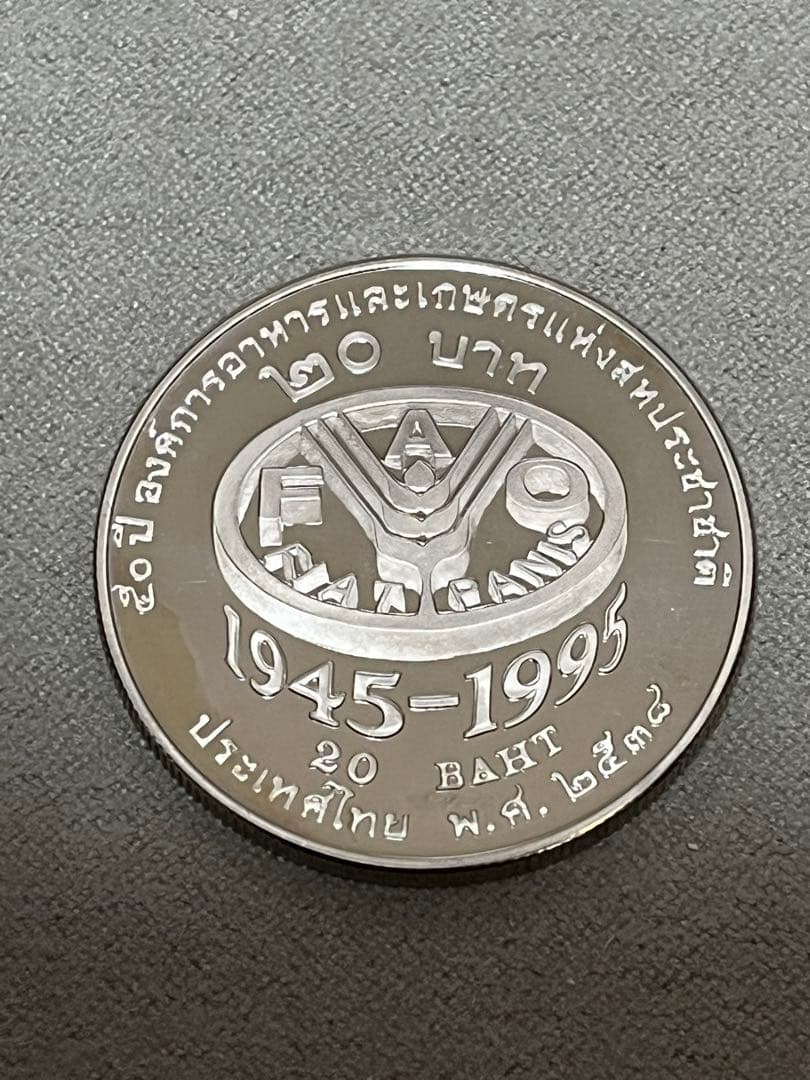 ๕๐ ปี องค์การอาหารและเกษตรแห่งสหประชาชาติ
๒๐ บาท
FAO
FIAT PANIS
1945-1995
20 BAHT
ประเทศไทย พ.ศ. ๒๕๓๘